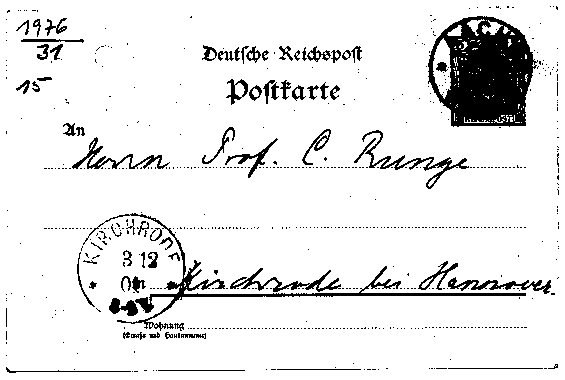 1976
31
15
Deutsche Reichspost
Postkarte
An
Herrn Prof. C. Runge
KIRCHRODE
3 12
Kirchrode bei Hannover.
Wohnung
(Straße und Hausnummer)